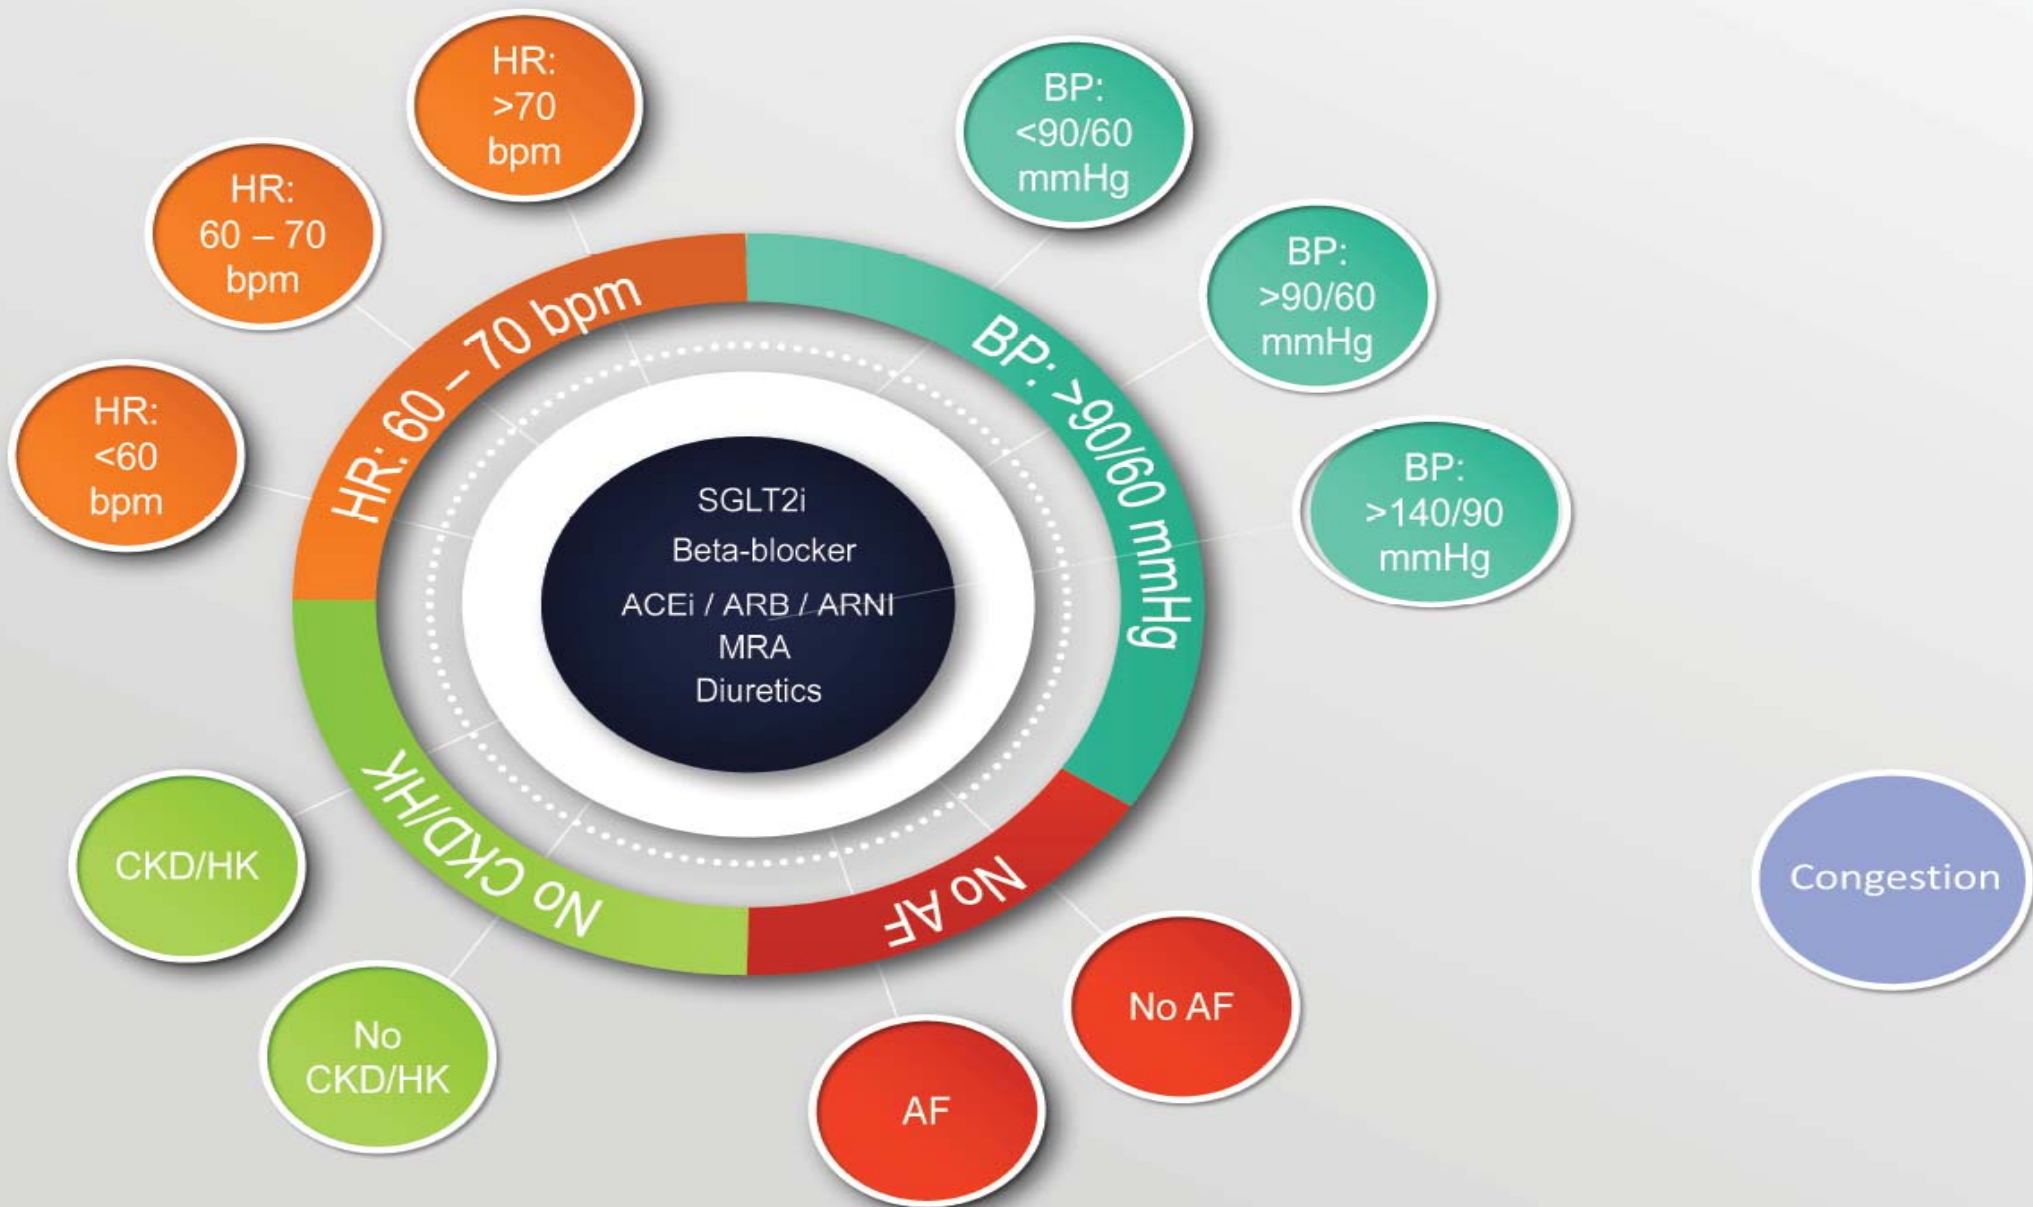 HR:
>70
bpm
BP:
<90/60
mmHg
HR:
60 – 70
bpm
BP:
>90/60
mmHg
HR:
<60
bpm
BP:
>140/90
mmHg
HR: 60 – 70 bpm
BP: >90/60 mmHg
SGLT2i
Beta-blocker
ACEi / ARB / ARNI
MRA
Diuretics
No CKD/HK
No AF
CKD/HK
Congestion
No
CKD/HK
No AF
AF